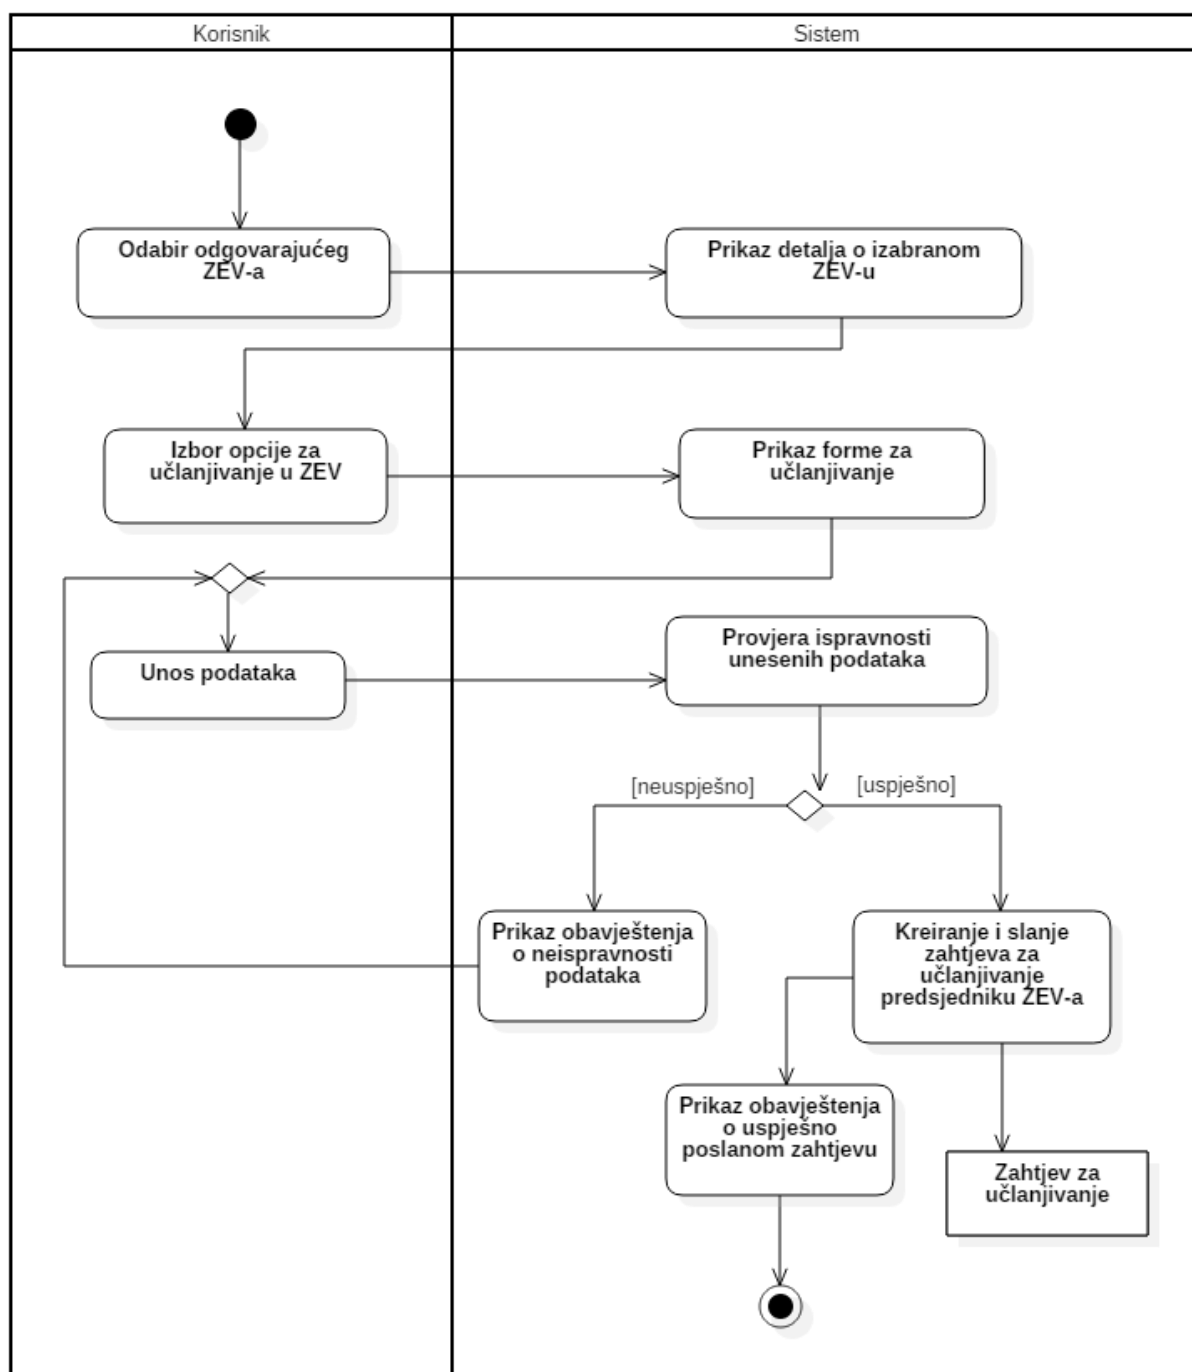 Korisnik
Sistem
Odabir odgovarajućeg
ZEV-a
Prikaz detalja o izabranom
ZEV-u
Izbor opcije za
učlanjivanje u ZEV
Prikaz forme za
učlanjivanje
Unos podataka
Provjera ispravnosti
unesenih podataka
[neuspješno]
[uspješno]
Prikaz obavještenja
o neispravnosti
podataka
Kreiranje i slanje
zahtjeva za
učlanjivanje
predsjedniku ZEV-a
Prikaz obavještenja
o uspješno
poslanom zahtjevu
Zahtjev za
učlanjivanje